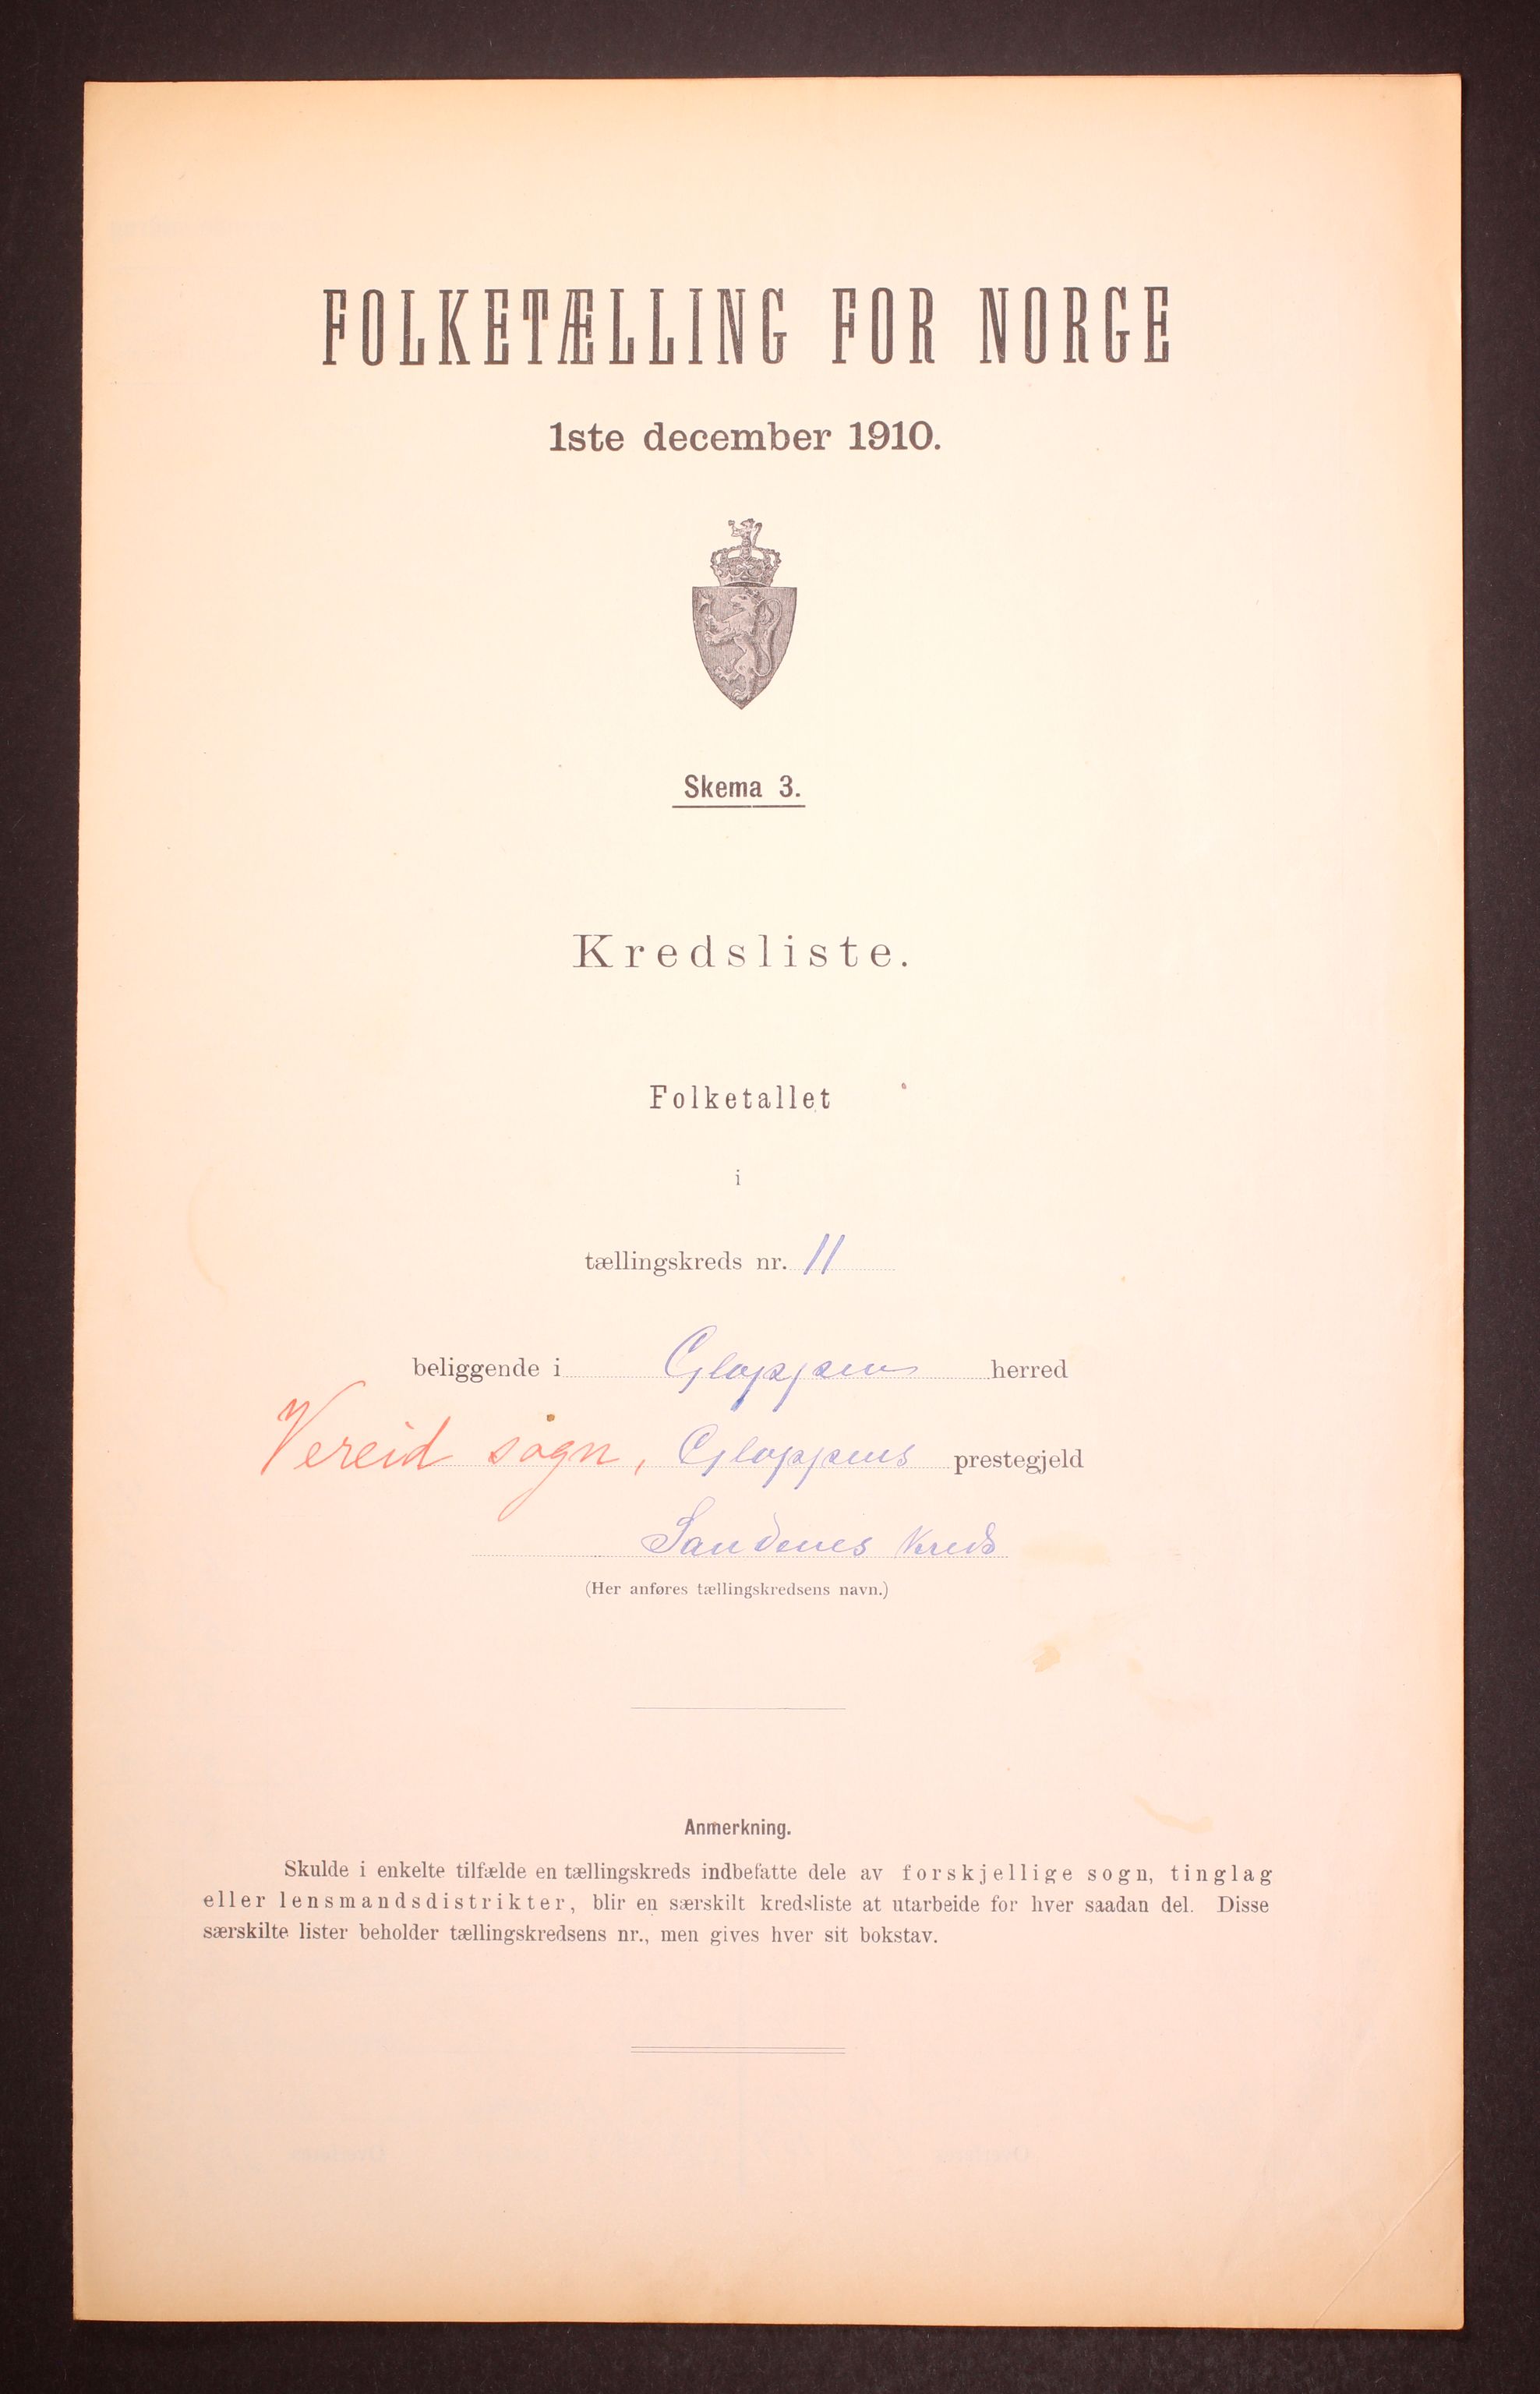 FOLKETÆLLING FOR NORGE
1ste december 1910.
Skema 3.
Kredsliste.
Folketallet
i
tællingskreds nr. 11
beliggende i Gloppen herred
Vereid sogn, Gloppens prestegjeld
Sandenes Kreds
(Her anføres tællingskredsens navn.)
Anmerkning.
Skulde i enkelte tilfælde en tællingskreds indbefatte dele av forskjellige sogn, tinglag
eller lensmandsdistrikter, blir en særskilt kredsliste at utarbeide for hver saadan del. Disse
særskilte lister beholder tællingskredsens nr., men gives hver sit bokstav.